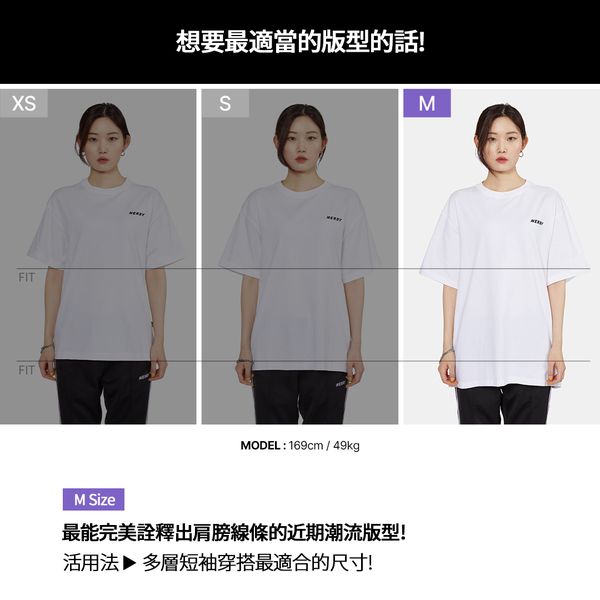 想要最適當的版型的話!
XS
S
M
NERDY
NERDY
NERDY
FIT
FIT
NERDY
NERDY
MODEL : 169cm / 49kg
M Size
最能完美詮釋出肩膀線條的近期潮流版型!
活用法 ▶ 多層短袖穿搭最適合的尺寸!